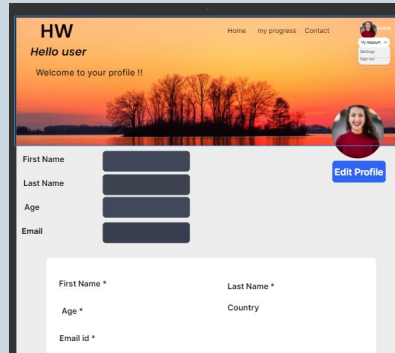 HW
Home my progress Contact
Hello user
My Account
Settings
Sign out
Welcome to your profile !!
Edit Profile
First Name
Last Name
Age
Email
First Name *
Last Name *
Age *
Country
Email id *